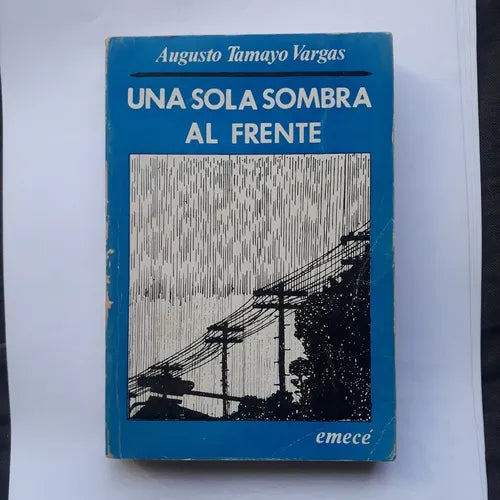 Augusto Tamayo Vargas
UNA SOLA SOMBRA
AL FRENTE
emecé